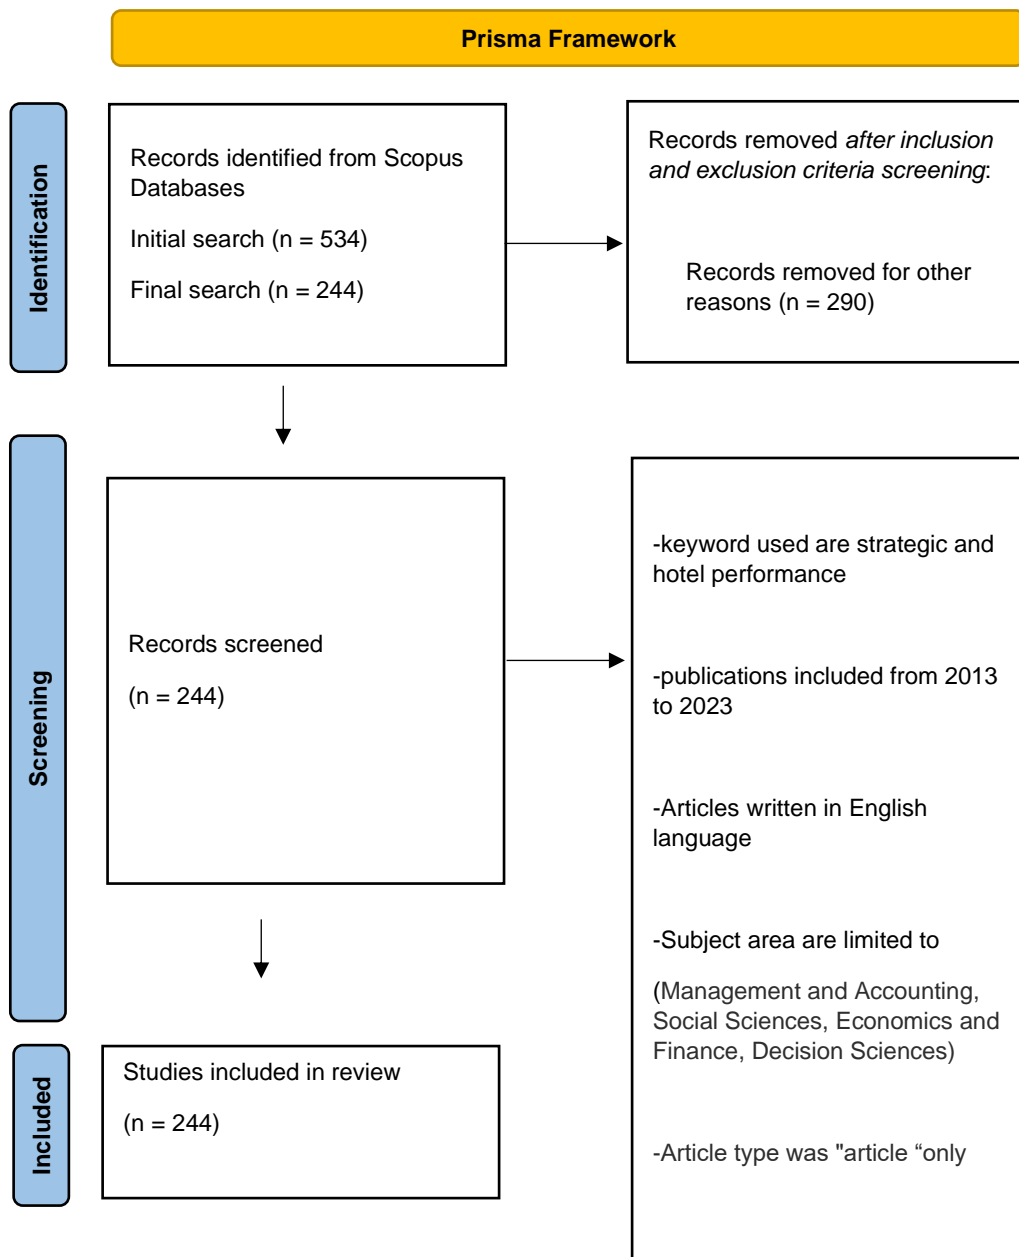 Prisma Framework
Identification
Records identified from Scopus
Databases
Initial search (n = 534)
Final search (n = 244)
Records removed after inclusion
and exclusion criteria screening:
Records removed for other
reasons (n = 290)
Screening
Records screened
(n = 244)
-keyword used are strategic and
hotel performance
-publications included from 2013
to 2023
-Articles written in English
language
-Subject area are limited to
(Management and Accounting,
Social Sciences, Economics and
Finance, Decision Sciences)
-Article type was "article “only
Included
Studies included in review
(n = 244)